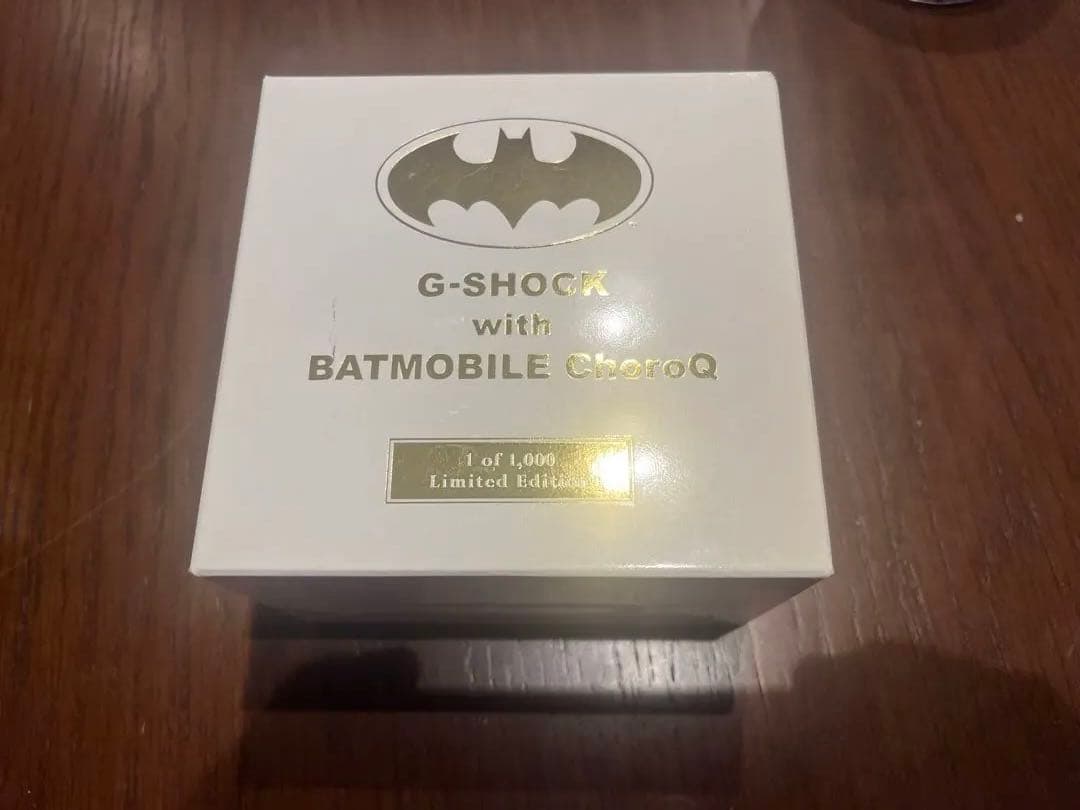 G-SHOCK
with
BATMOBILE ChoroQ
1 of 1,000
Limited Edition